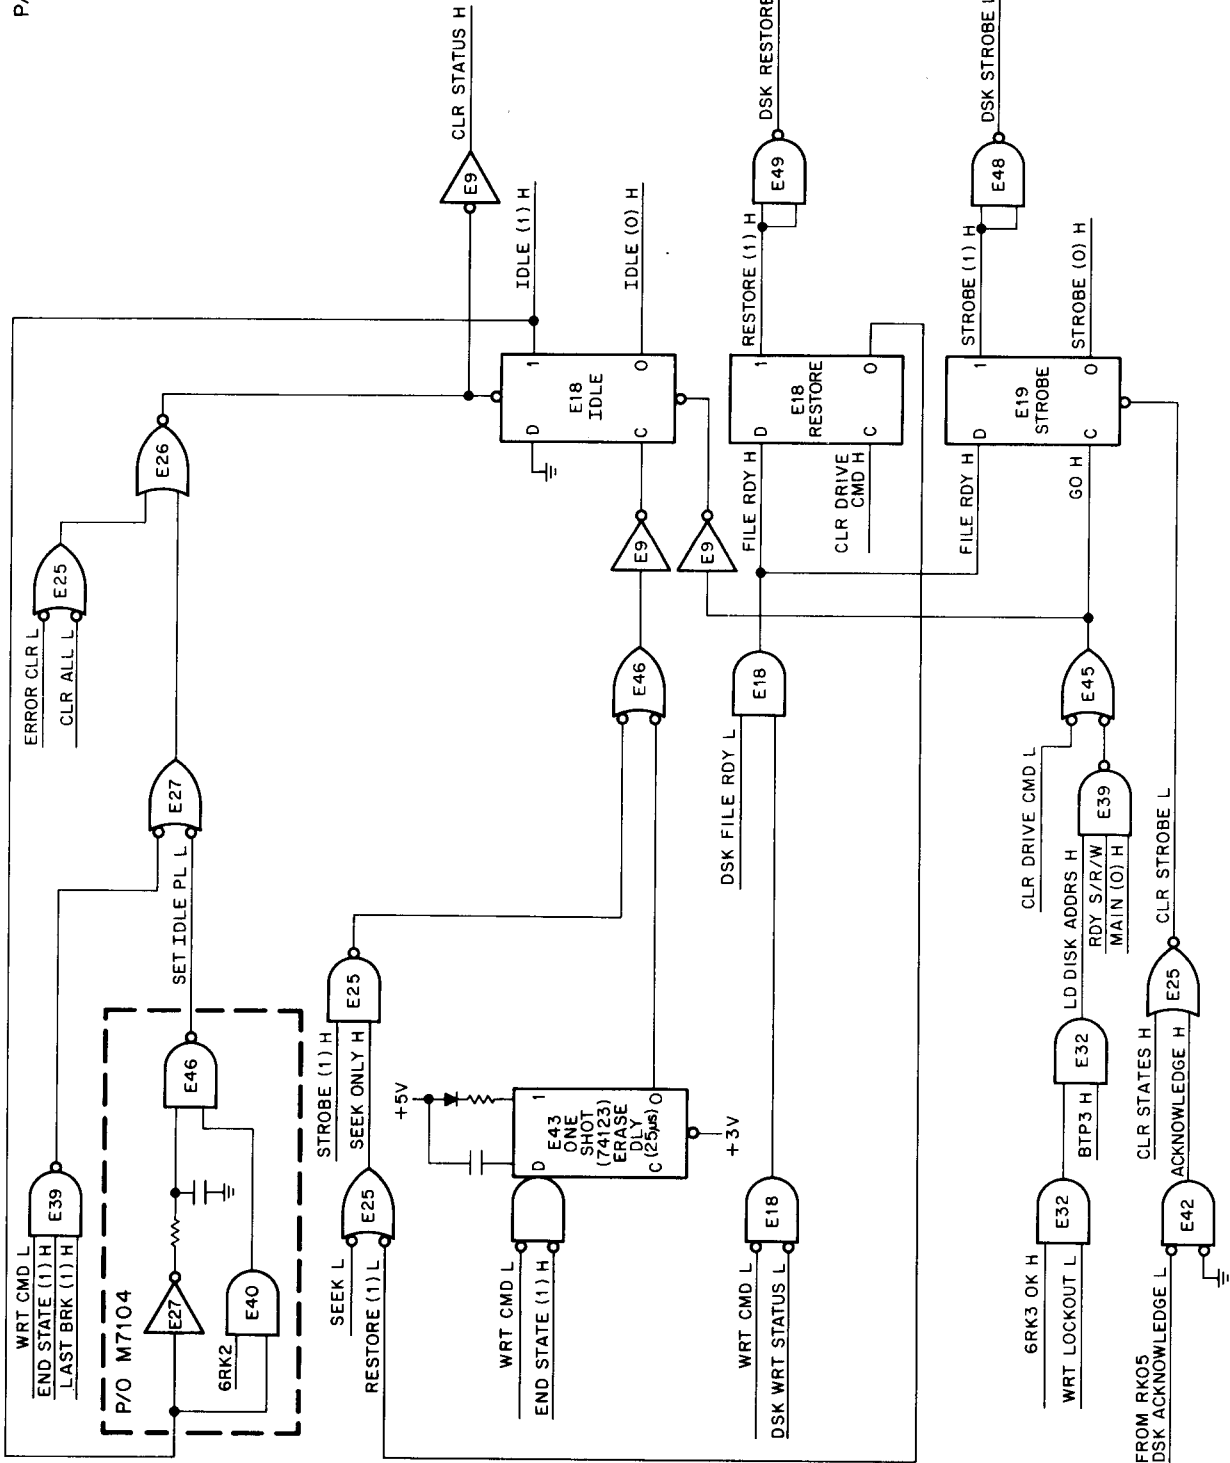 P/
WRT CMD L
END STATE (1) H
LAST BRK (1) H
E39
P/O M7104
E27
6RK2
E40
E46
SET IDLE PL L
E27
ERROR CLR L
CLR ALL L
E25
E26
E9
CLR STATUS H
SEEK L
RESTORE (1) L
E25
STROBE (1) H
SEEK ONLY H
E25
WRT CMD L
END STATE (1) H
+5V
D
1
E43
ONE
SHOT
(74123)
ERASE
DLY
(25µs)
C
0
+3V
E46
E9
E9
D
1
E18
IDLE
C
0
IDLE (1) H
IDLE (0) H
WRT CMD L
DSK WRT STATUS L
E18
DSK FILE RDY L
E18
FILE RDY H
CLR DRIVE
CMD H
D
1
E18
RESTORE
C
0
RESTORE (1) H
E49
DSK RESTORE
6RK3 OK H
WRT LOCKOUT L
E32
BTP3 H
E32
LD DISK ADDRS H
RDY S/R/W
MAIN (0) H
E39
CLR DRIVE CMD L
E45
FILE RDY H
GO H
D
1
E19
STROBE
C
0
STROBE (1) H
STROBE (0) H
E48
DSK STROBE L
FROM RK05
DSK ACKNOWLEDGE L
E42
CLR STATES H
ACKNOWLEDGE H
E25
CLR STROBE L